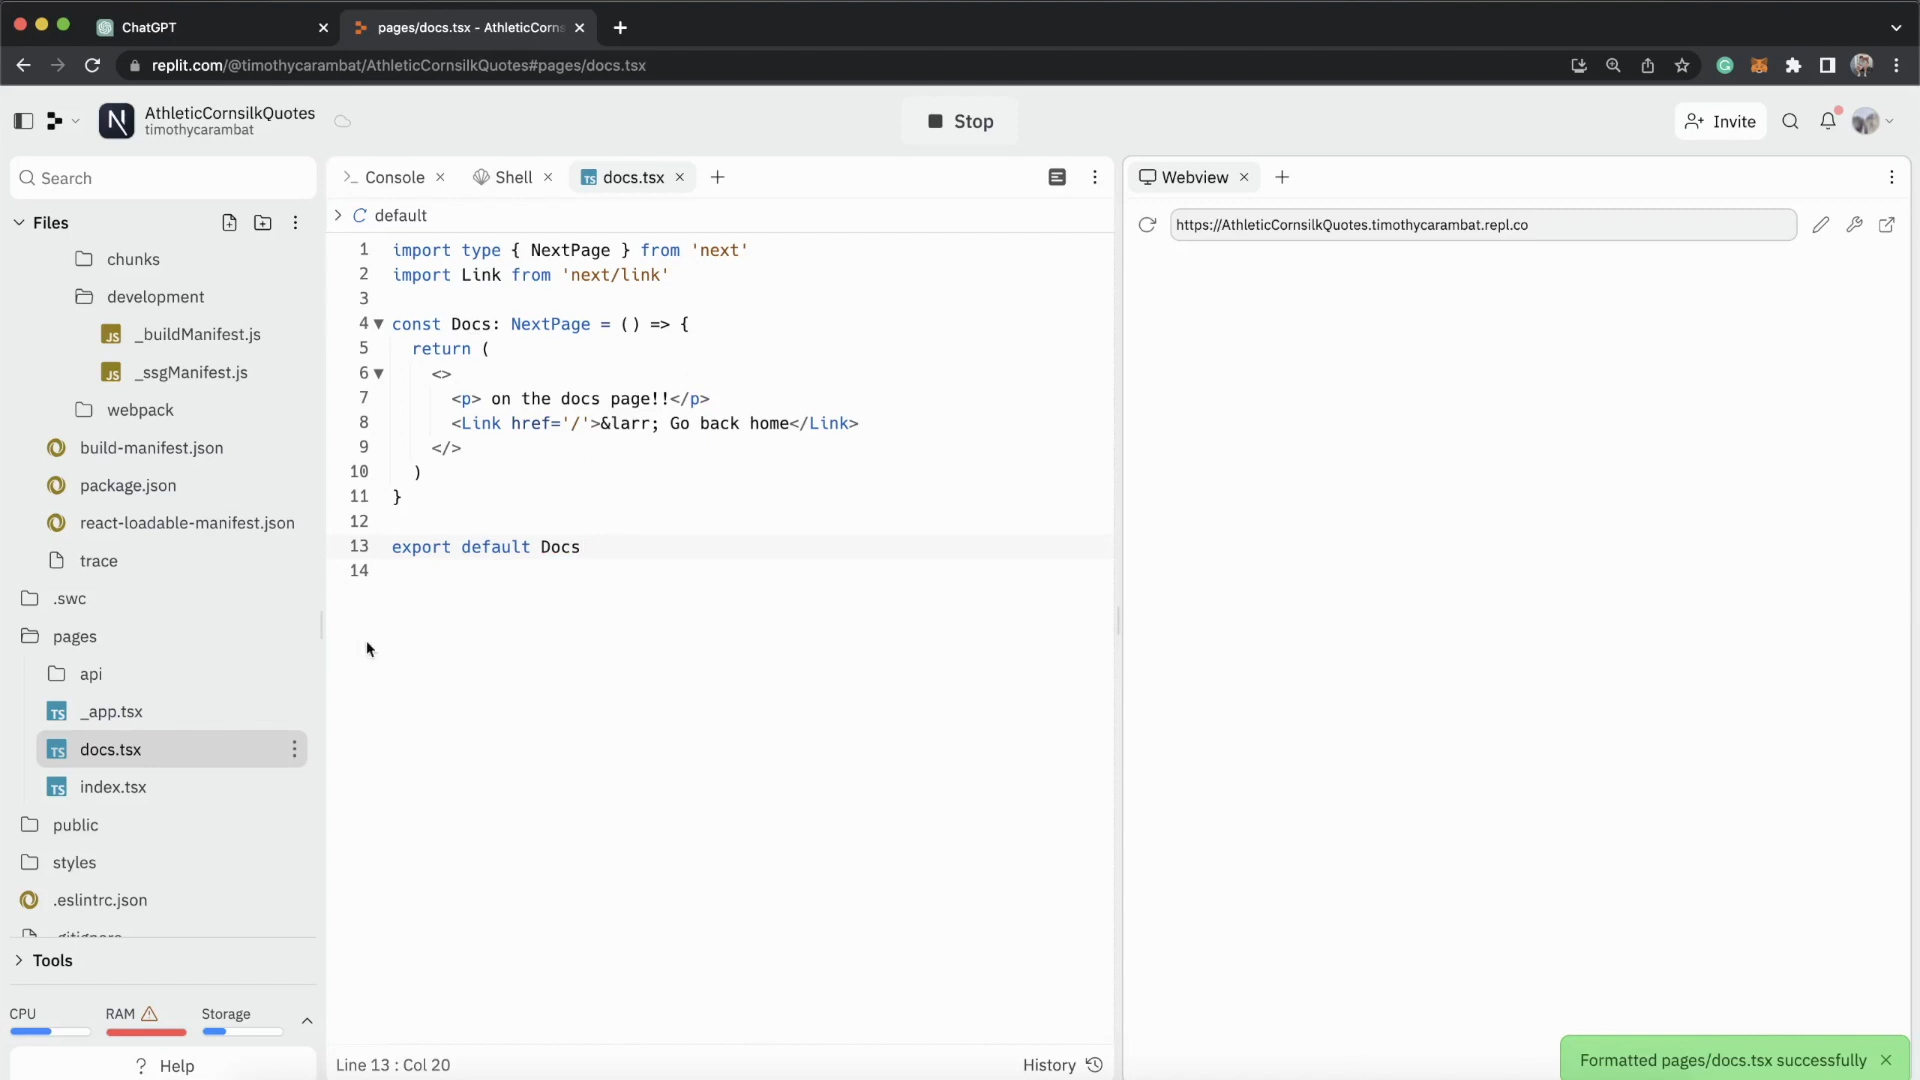 ChatGPT
pages/docs.tsx - AthleticCorns
replit.com/@timothycarambat/AthleticCornsilkQuotes#pages/docs.tsx
AthleticCornsilkQuotes
timothycarambat
Stop
Invite
Search
Files
chunks
development
_buildManifest.js
_ssgManifest.js
webpack
build-manifest.json
package.json
react-loadable-manifest.json
trace
.swc
pages
api
_app.tsx
docs.tsx
index.tsx
public
styles
.eslintrc.json
.gitignore
Tools
CPU
RAM
Storage
? Help
Console
Shell
docs.tsx
default
1 import type { NextPage } from 'next'
2 import Link from 'next/link'
3
4 const Docs: NextPage = () => {
5 return (
6 <>
7 <p> on the docs page!!</p>
8 <Link href='/'>&larr; Go back home</Link>
9 </>
10 )
11 }
12
13 export default Docs
14
Line 13 : Col 20
History
Webview
https://AthleticCornsilkQuotes.timothycarambat.repl.co
Formatted pages/docs.tsx successfully